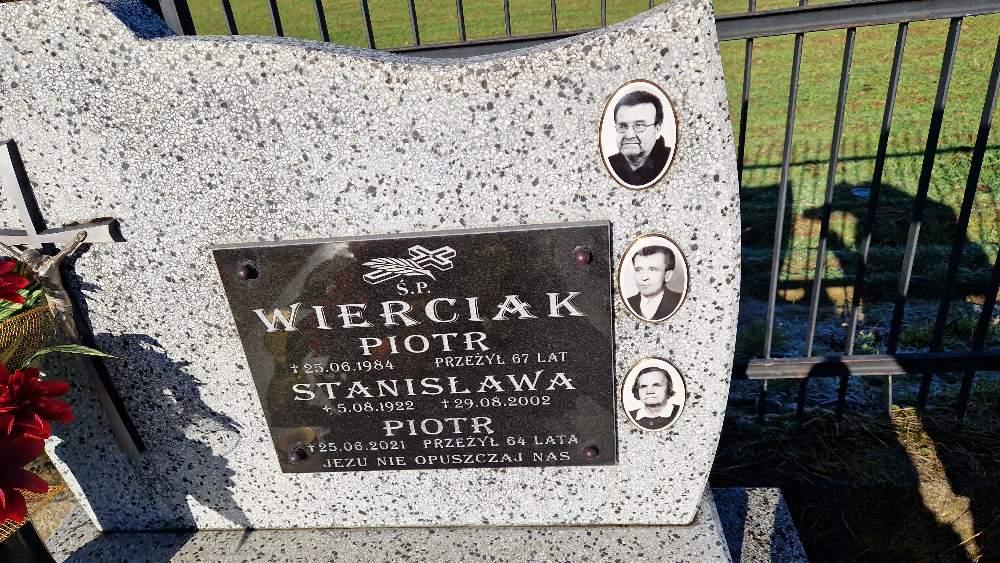 Ś.P.
WIERCIAK
PIOTR
✝25.06.1984 PRZEŻYŁ 67 LAT
STANISŁAWA
*5.08.1922 ✝29.08.2002
PIOTR
✝25.06.2021 PRZEŻYŁ 64 LATA
JEZU NIE OPUSZCZAJ NAS